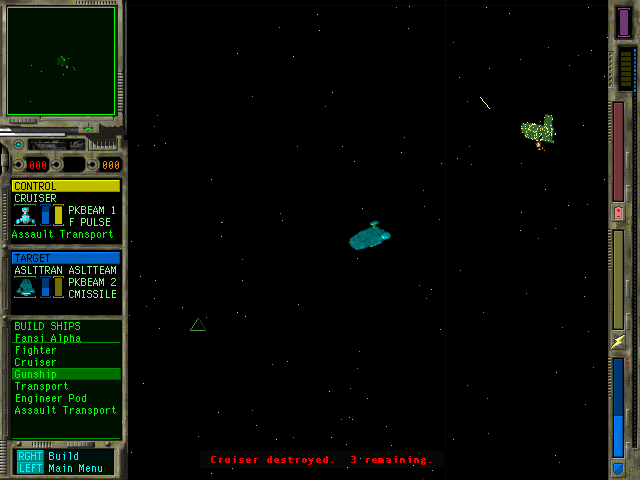 000 000
CONTROL
CRUISER
PKBEAM 1
F PULSE
Assault Transport
TARGET
ASLTTRAN ASLTTEAM
PKBEAM 2
CMISSILE
BUILD SHIPS
Fansi Alpha
Fighter
Cruiser
Gunship
Transport
Engineer Pod
Assault Transport
RGHT Build
LEFT Main Menu
Cruiser destroyed. 3 remaining.